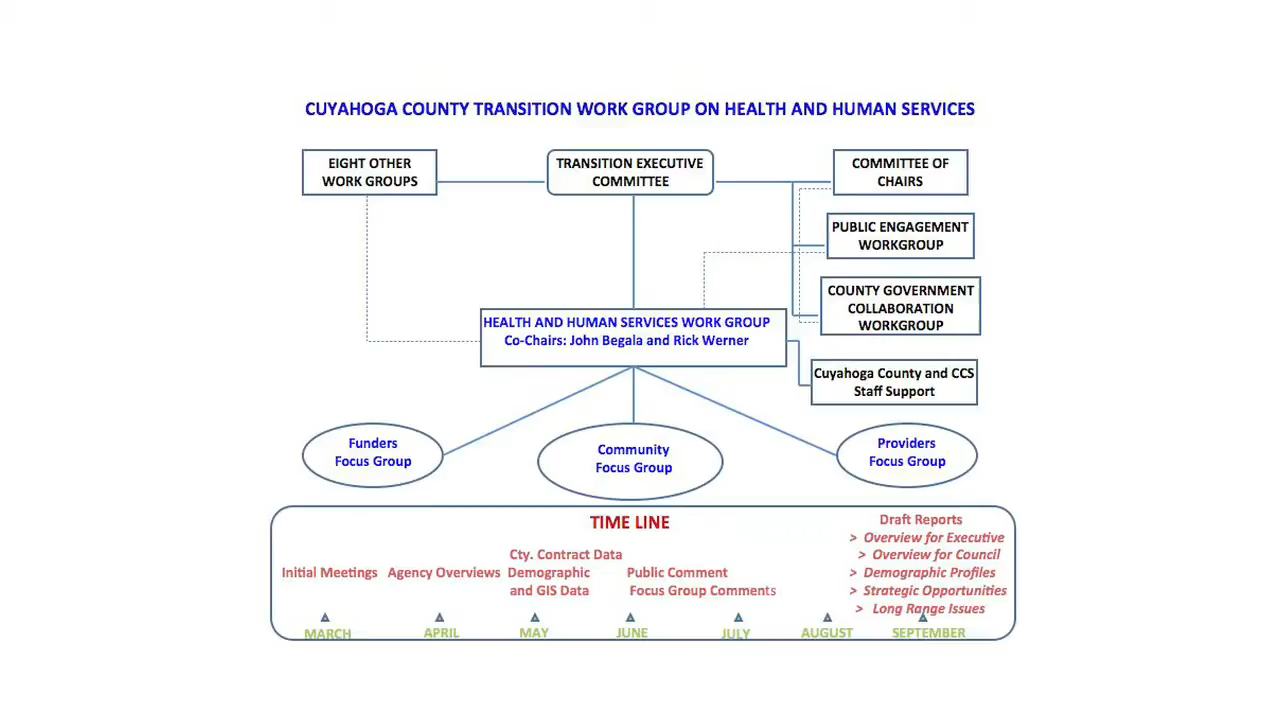 CUYAHOGA COUNTY TRANSITION WORK GROUP ON HEALTH AND HUMAN SERVICES
EIGHT OTHER
WORK GROUPS
TRANSITION EXECUTIVE
COMMITTEE
COMMITTEE OF
CHAIRS
PUBLIC ENGAGEMENT
WORKGROUP
COUNTY GOVERNMENT
COLLABORATION
WORKGROUP
HEALTH AND HUMAN SERVICES WORK GROUP
Co-Chairs: John Begala and Rick Werner
Cuyahoga County and CCS
Staff Support
Funders
Focus Group
Community
Focus Group
Providers
Focus Group
TIME LINE
Initial Meetings
Agency Overviews
Cty. Contract Data
Demographic
and GIS Data
Public Comment
Focus Group Comments
Draft Reports
> Overview for Executive
> Overview for Council
> Demographic Profiles
> Strategic Opportunities
> Long Range Issues
MARCH
APRIL
MAY
JUNE
JULY
AUGUST
SEPTEMBER